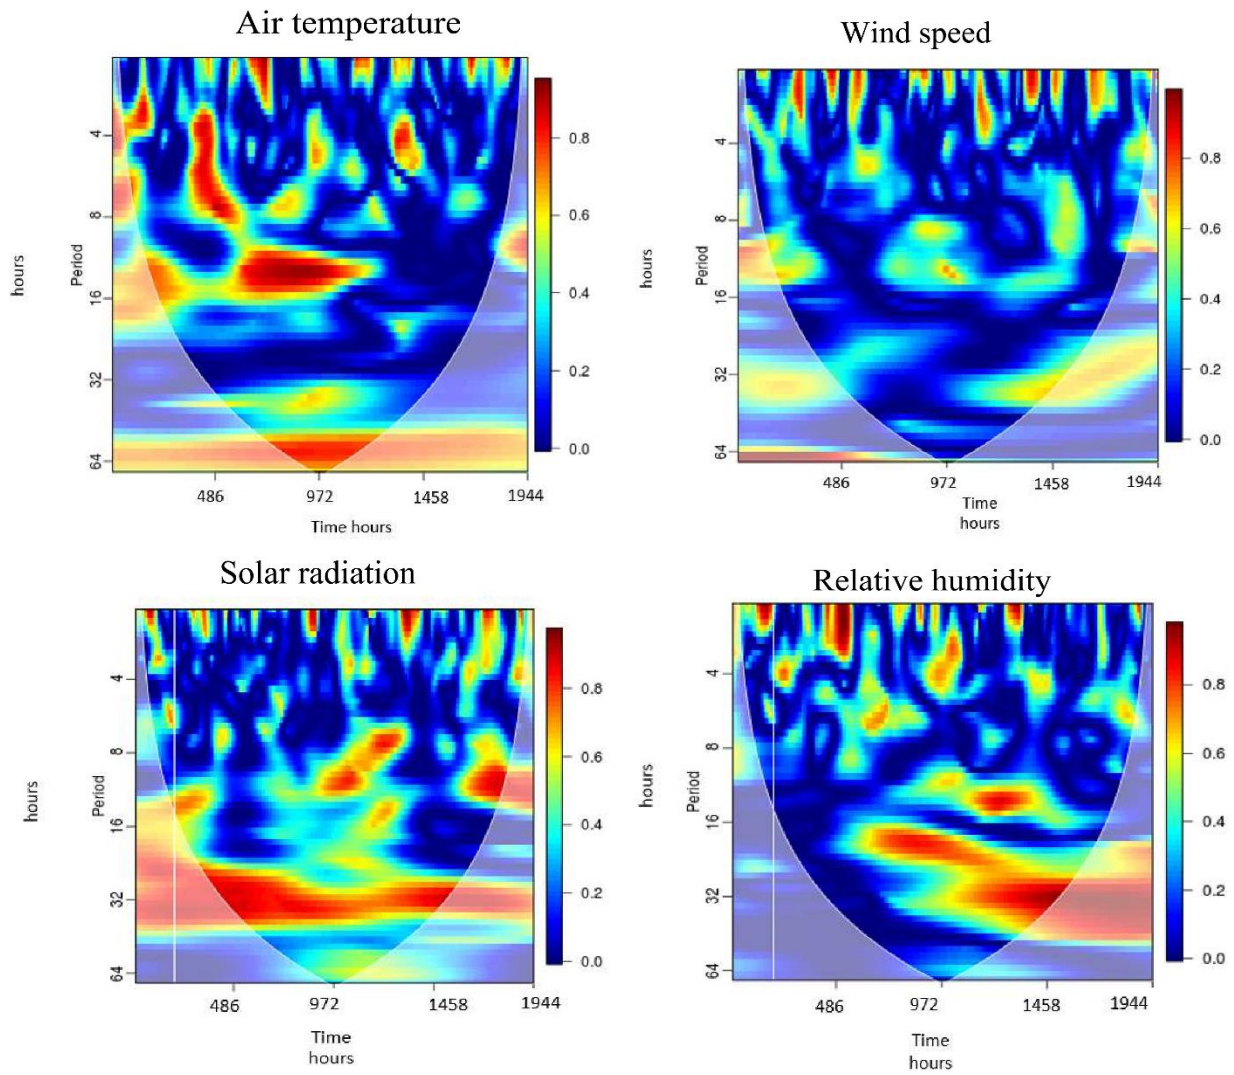 Air temperature
4
8
16
32
64
Period
hours
486
972
1458
1944
Time hours
0.8
0.6
0.4
0.2
0.0
Wind speed
4
8
16
32
64
Period
hours
486
972
1458
1944
Time
hours
0.8
0.6
0.4
0.2
0.0
Solar radiation
4
8
16
32
64
Period
hours
486
972
1458
1944
Time
hours
0.8
0.6
0.4
0.2
0.0
Relative humidity
4
8
16
32
64
Period
hours
486
972
1458
1944
Time
hours
0.8
0.6
0.4
0.2
0.0